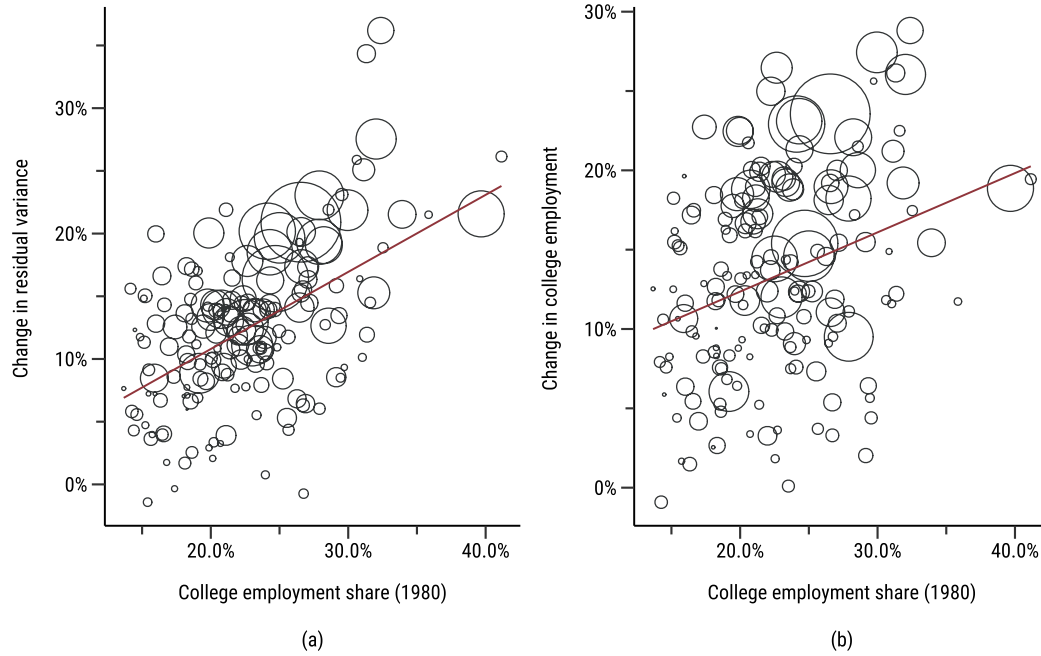 Change in residual variance
30%
20%
10%
0%
20.0%
30.0%
40.0%
College employment share (1980)
(a)
Change in college employment
30%
20%
10%
0%
20.0%
30.0%
40.0%
College employment share (1980)
(b)